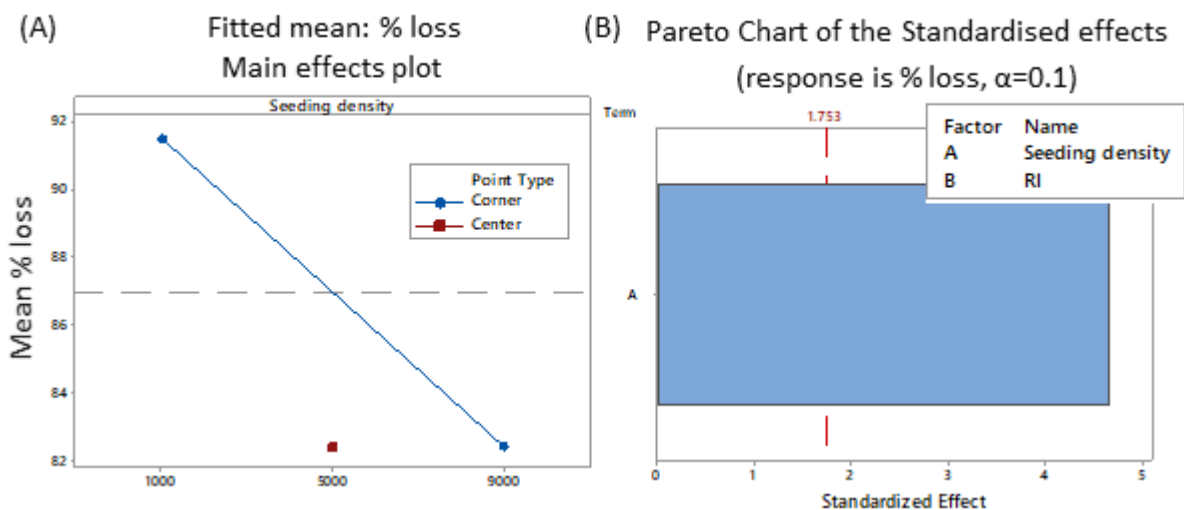 (A) Fitted mean: % loss
Main effects plot
Seeding density
92
90
88
86
84
82
Mean % loss
Point Type
Corner
Center
1000
5000
9000
(B) Pareto Chart of the Standardised effects
(response is % loss, α=0.1)
Term
1.753
Factor Name
A Seeding density
B RI
A
0 1 2 3 4 5
Standardized Effect